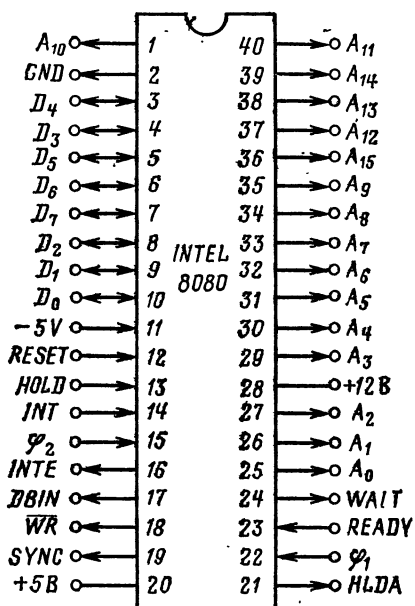 A10 1 40 A11
GND 2 39 A14
D4 3 38 A13
D3 4 37 A12
D5 5 36 A15
D6 6 35 A9
D7 7 34 A8
D2 8 33 A7
D1 9 32 A6
D0 10 31 A5
INTEL
8080
-5V 11 30 A4
RESET 12 29 A3
HOLD 13 28 +12В
INT 14 27 A2
φ2 15 26 A1
INTE 16 25 A0
DBIN 17 24 WAIT
W̅R̅ 18 23 READY
SYNC 19 22 φ1
+5В 20 21 HLDA